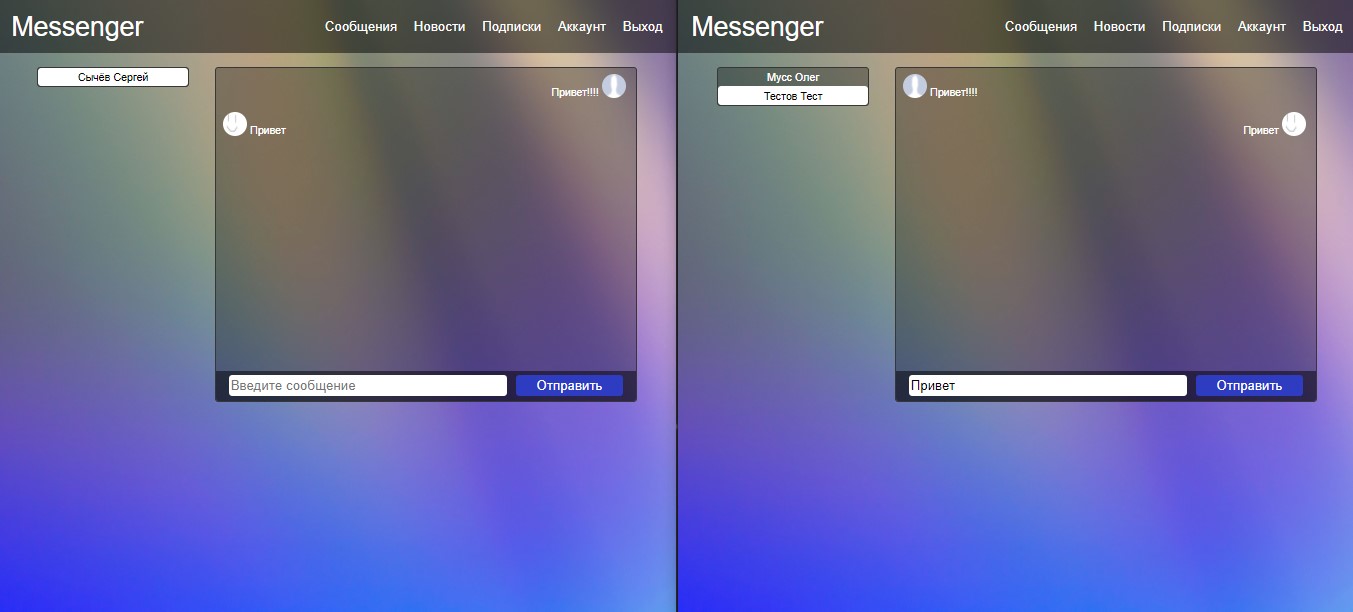 Messenger
Сообщения Новости Подписки Аккаунт Выход
Сычёв Сергей
Привет!!!!
Привет
Введите сообщение
Отправить
Messenger
Сообщения Новости Подписки Аккаунт Выход
Мусс Олег
Тестов Тест
Привет!!!!
Привет
Привет
Отправить